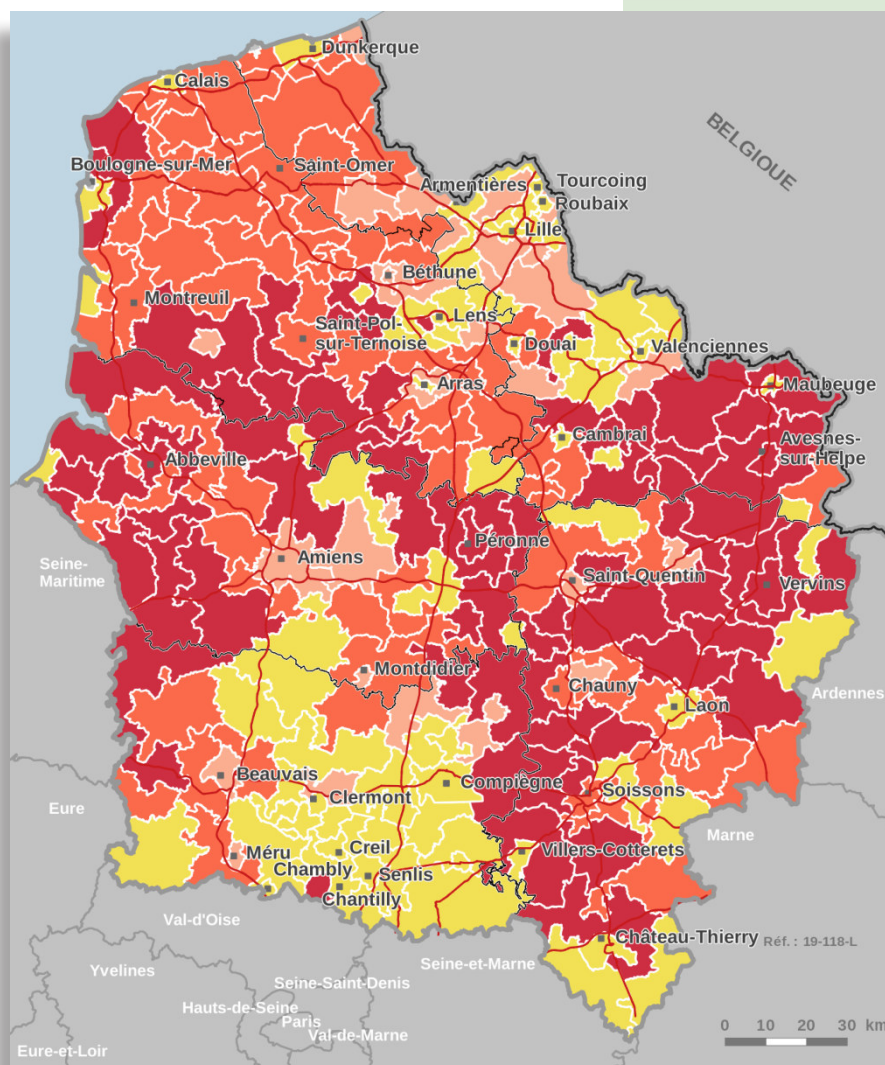 Dunkerque
Calais
BELGIQUE
Boulogne-sur-Mer
Saint-Omer
Armentières
Tourcoing
Roubaix
Lille
Béthune
Montreuil
Lens
Saint-Pol-
sur-Ternoise
Douai
Valenciennes
Arras
Maubeuge
Cambrai
Avesnes-
sur-Helpe
Abbeville
Péronne
Amiens
Seine-
Maritime
Saint-Quentin
Vervins
Montdidier
Chauny
Ardennes
Laon
Beauvais
Compiègne
Soissons
Clermont
Eure
Marne
Méru
Creil
Villers-Cotterets
Chambly
Senlis
Chantilly
Val-d'Oise
Château-Thierry
Réf. : 19-118-L
Seine-et-Marne
Yvelines
Seine-Saint-Denis
Hauts-de-Seine
Paris
Val-de-Marne
Eure-et-Loir
0 10 20 30 km